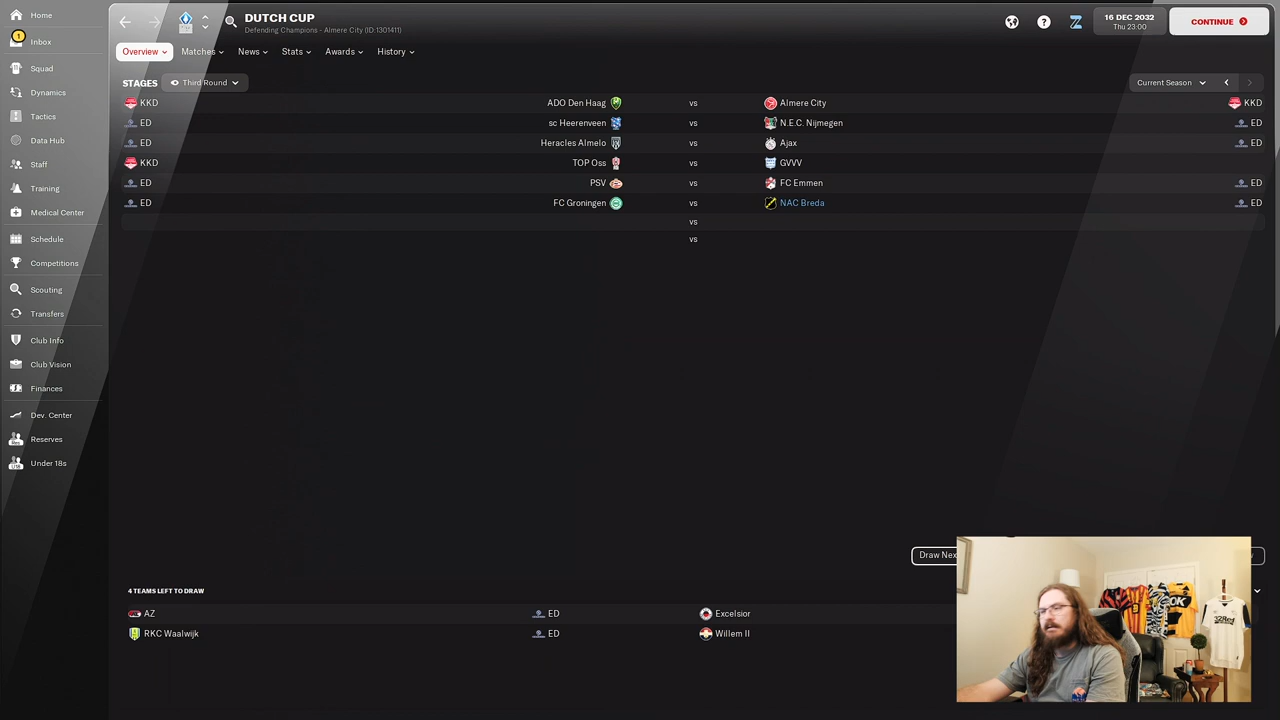 Home
DUTCH CUP
Defending Champions - Almere City (ID:1301411)
16 DEC 2032
Thu 23:00
CONTINUE
1
Inbox
Overview
Matches
News
Stats
Awards
History
Squad
Dynamics
Tactics
Data Hub
Staff
Training
Medical Center
Schedule
Competitions
Scouting
Transfers
Club Info
Club Vision
Finances
Dev. Center
Reserves
Under 18s
STAGES
Third Round
Current Season
KKD ADO Den Haag vs Almere City KKD
ED sc Heerenveen vs N.E.C. Nijmegen ED
ED Heracles Almelo vs Ajax ED
KKD TOP Oss vs GVVV
ED PSV vs FC Emmen ED
ED FC Groningen vs NAC Breda ED
vs
vs
Draw
4 TEAMS LEFT TO DRAW
AZ ED Excelsior
RKC Waalwijk ED Willem II